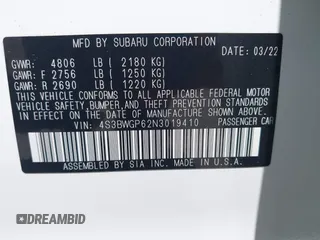 MFD BY SUBARU CORPORATION
DATE: 03/22
GVWR: 4806 LB ( 2180 KG)
GAWR: F 2756 LB ( 1250 KG)
GAWR: R 2690 LB ( 1220 KG)
THIS VEHICLE CONFORMS TO ALL APPLICABLE FEDERAL MOTOR
VEHICLE SAFETY, BUMPER, AND THEFT PREVENTION STANDARDS
IN EFFECT ON THE DATE OF MANUFACTURE SHOWN ABOVE.
VIN: 4S3BWGP62N3019410 PASSENGER CAR
ASSEMBLED BY SIA INC. MADE IN U.S.A.
DREAMBID